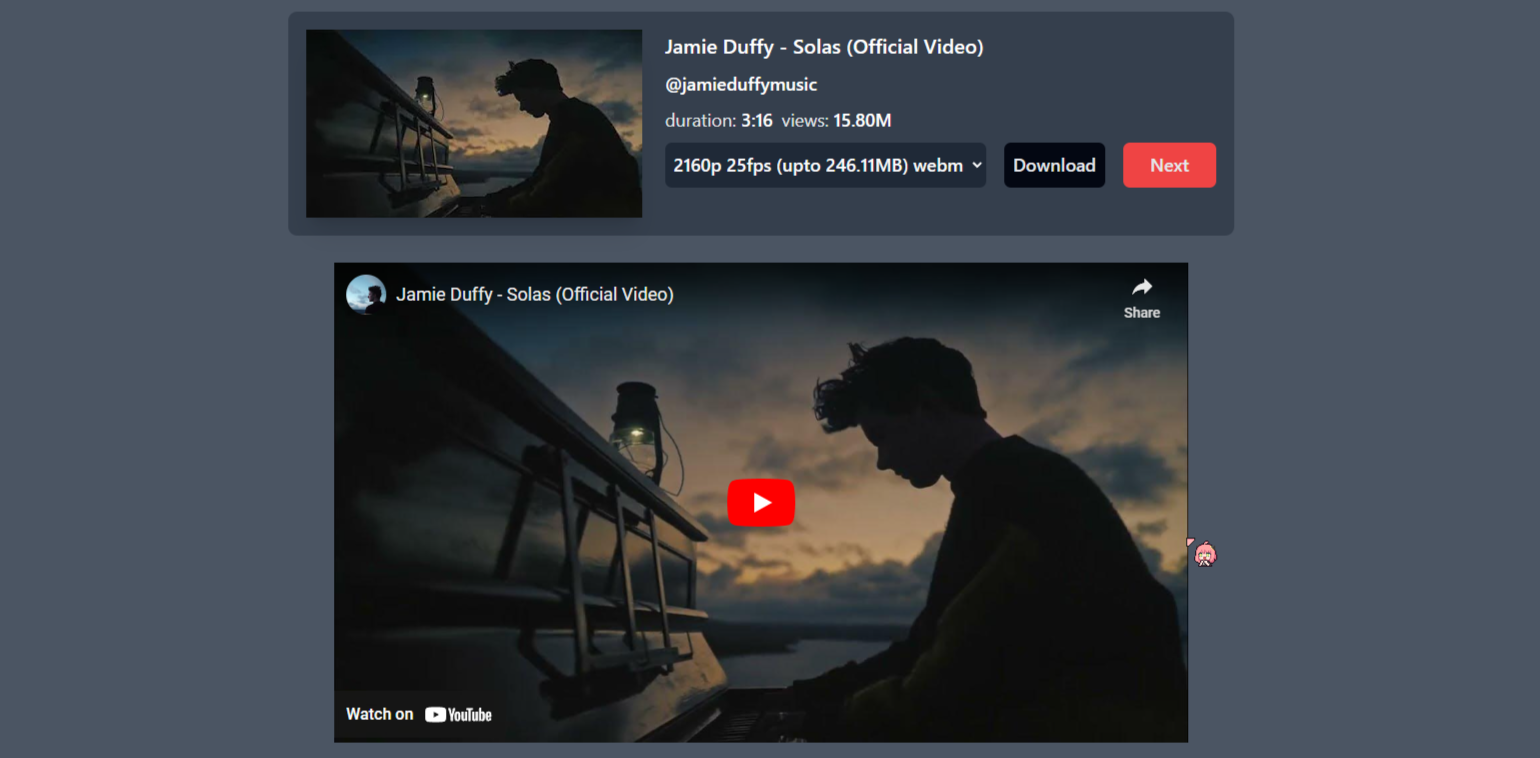 Jamie Duffy - Solas (Official Video)
@jamieduffymusic
duration: 3:16 views: 15.80M
2160p 25fps (upto 246.11MB) webm
Download
Next
Jamie Duffy - Solas (Official Video)
Share
Watch on YouTube